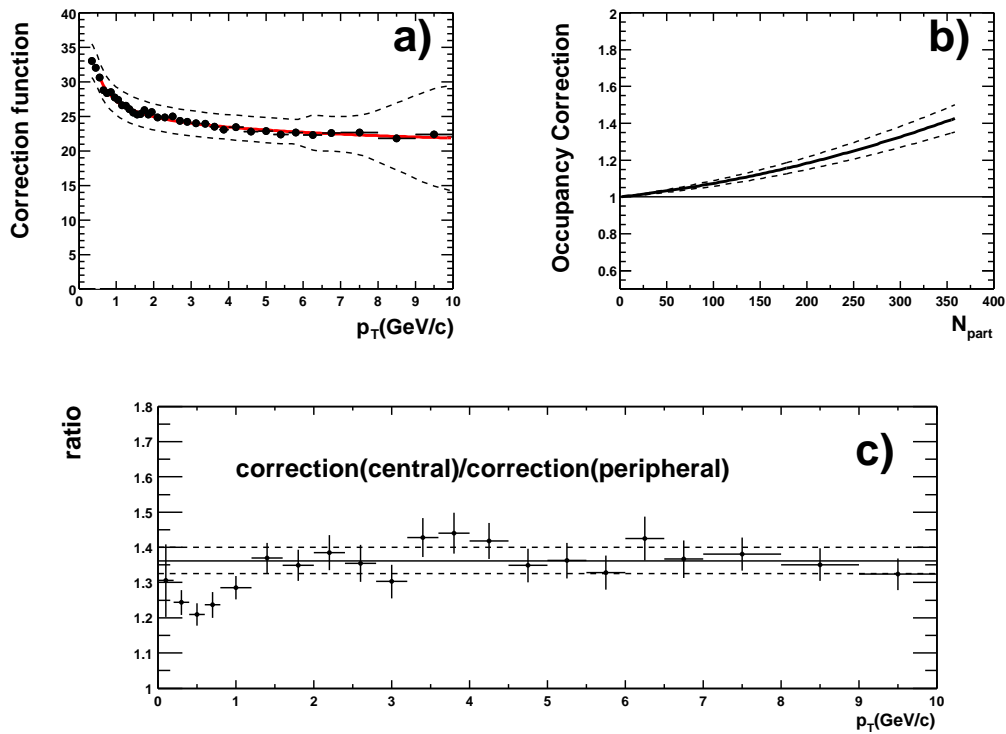 a)
Correction function
40
35
30
25
20
15
10
5
0
0 1 2 3 4 5 6 7 8 9 10
p_T(GeV/c)
b)
Occupancy Correction
2
1.8
1.6
1.4
1.2
1
0.8
0.6
0 50 100 150 200 250 300 350 400
N_part
c)
ratio
correction(central)/correction(peripheral)
1.8
1.7
1.6
1.5
1.4
1.3
1.2
1.1
1
0 1 2 3 4 5 6 7 8 9 10
p_T(GeV/c)